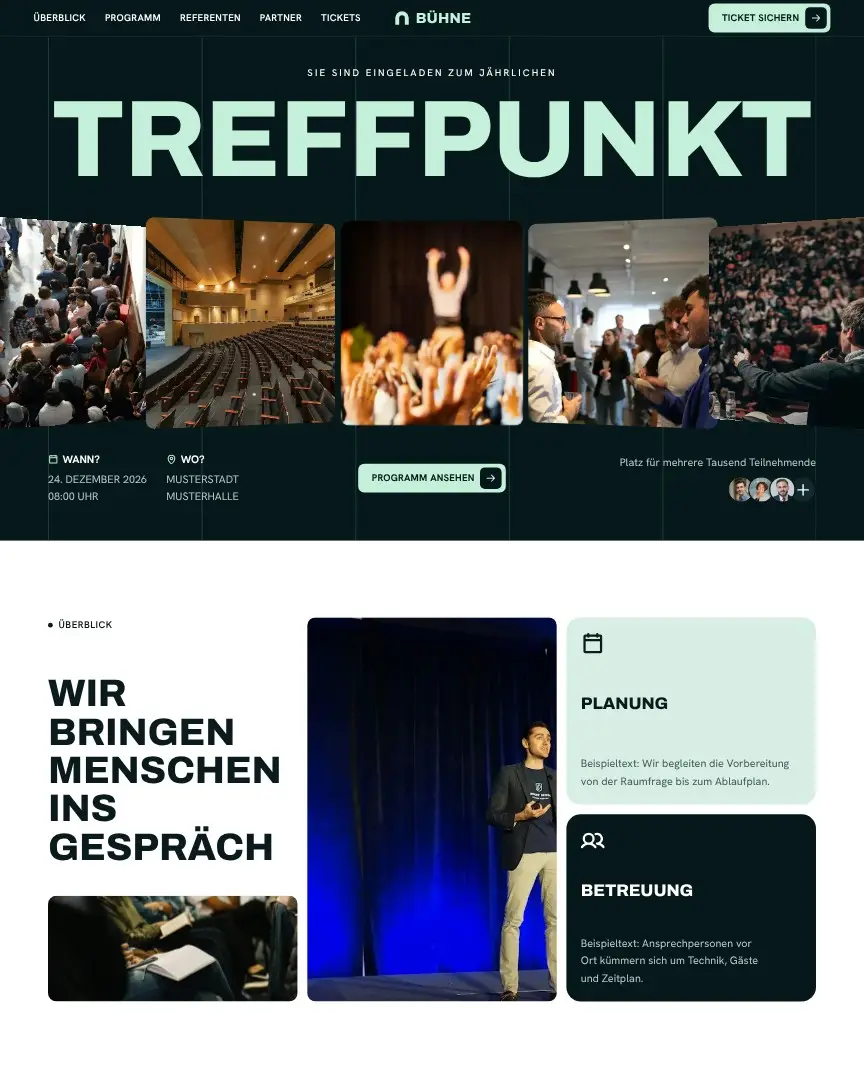 ÜBERBLICK PROGRAMM REFERENTEN PARTNER TICKETS BÜHNE TICKET SICHERN
SIE SIND EINGELADEN ZUM JÄHRLICHEN
TREFFPUNKT
WANN?
24. DEZEMBER 2026
08:00 UHR
WO?
MUSTERSTADT
MUSTERHALLE
PROGRAMM ANSEHEN
Platz für mehrere Tausend Teilnehmende
ÜBERBLICK
WIR
BRINGEN
MENSCHEN
INS
GESPRÄCH
PLANUNG
Beispieltext: Wir begleiten die Vorbereitung
von der Raumfrage bis zum Ablaufplan.
BETREUUNG
Beispieltext: Ansprechpersonen vor
Ort kümmern sich um Technik, Gäste
und Zeitplan.